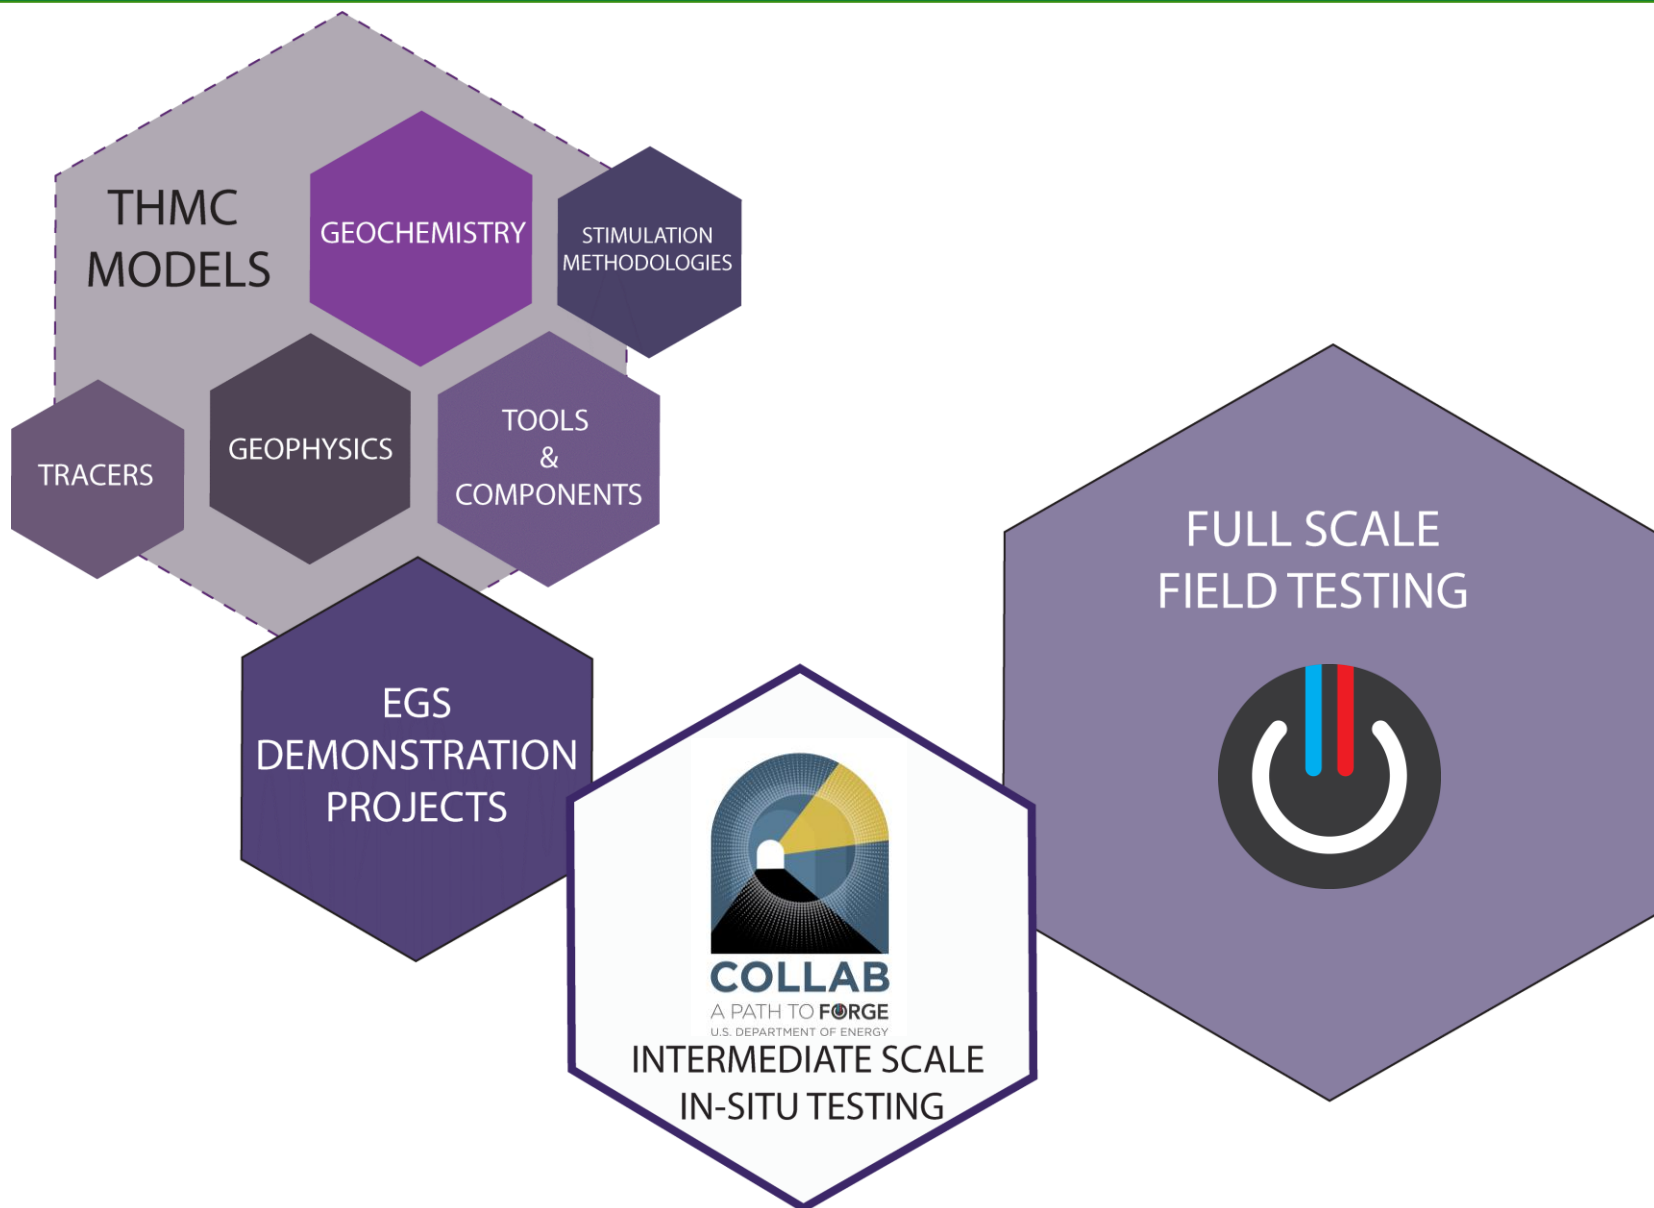 THMC
MODELS
GEOCHEMISTRY
STIMULATION
METHODOLOGIES
TRACERS
GEOPHYSICS
TOOLS
&
COMPONENTS
EGS
DEMONSTRATION
PROJECTS
COLLAB
A PATH TO FORGE
U.S. DEPARTMENT OF ENERGY
INTERMEDIATE SCALE
IN-SITU TESTING
FULL SCALE
FIELD TESTING